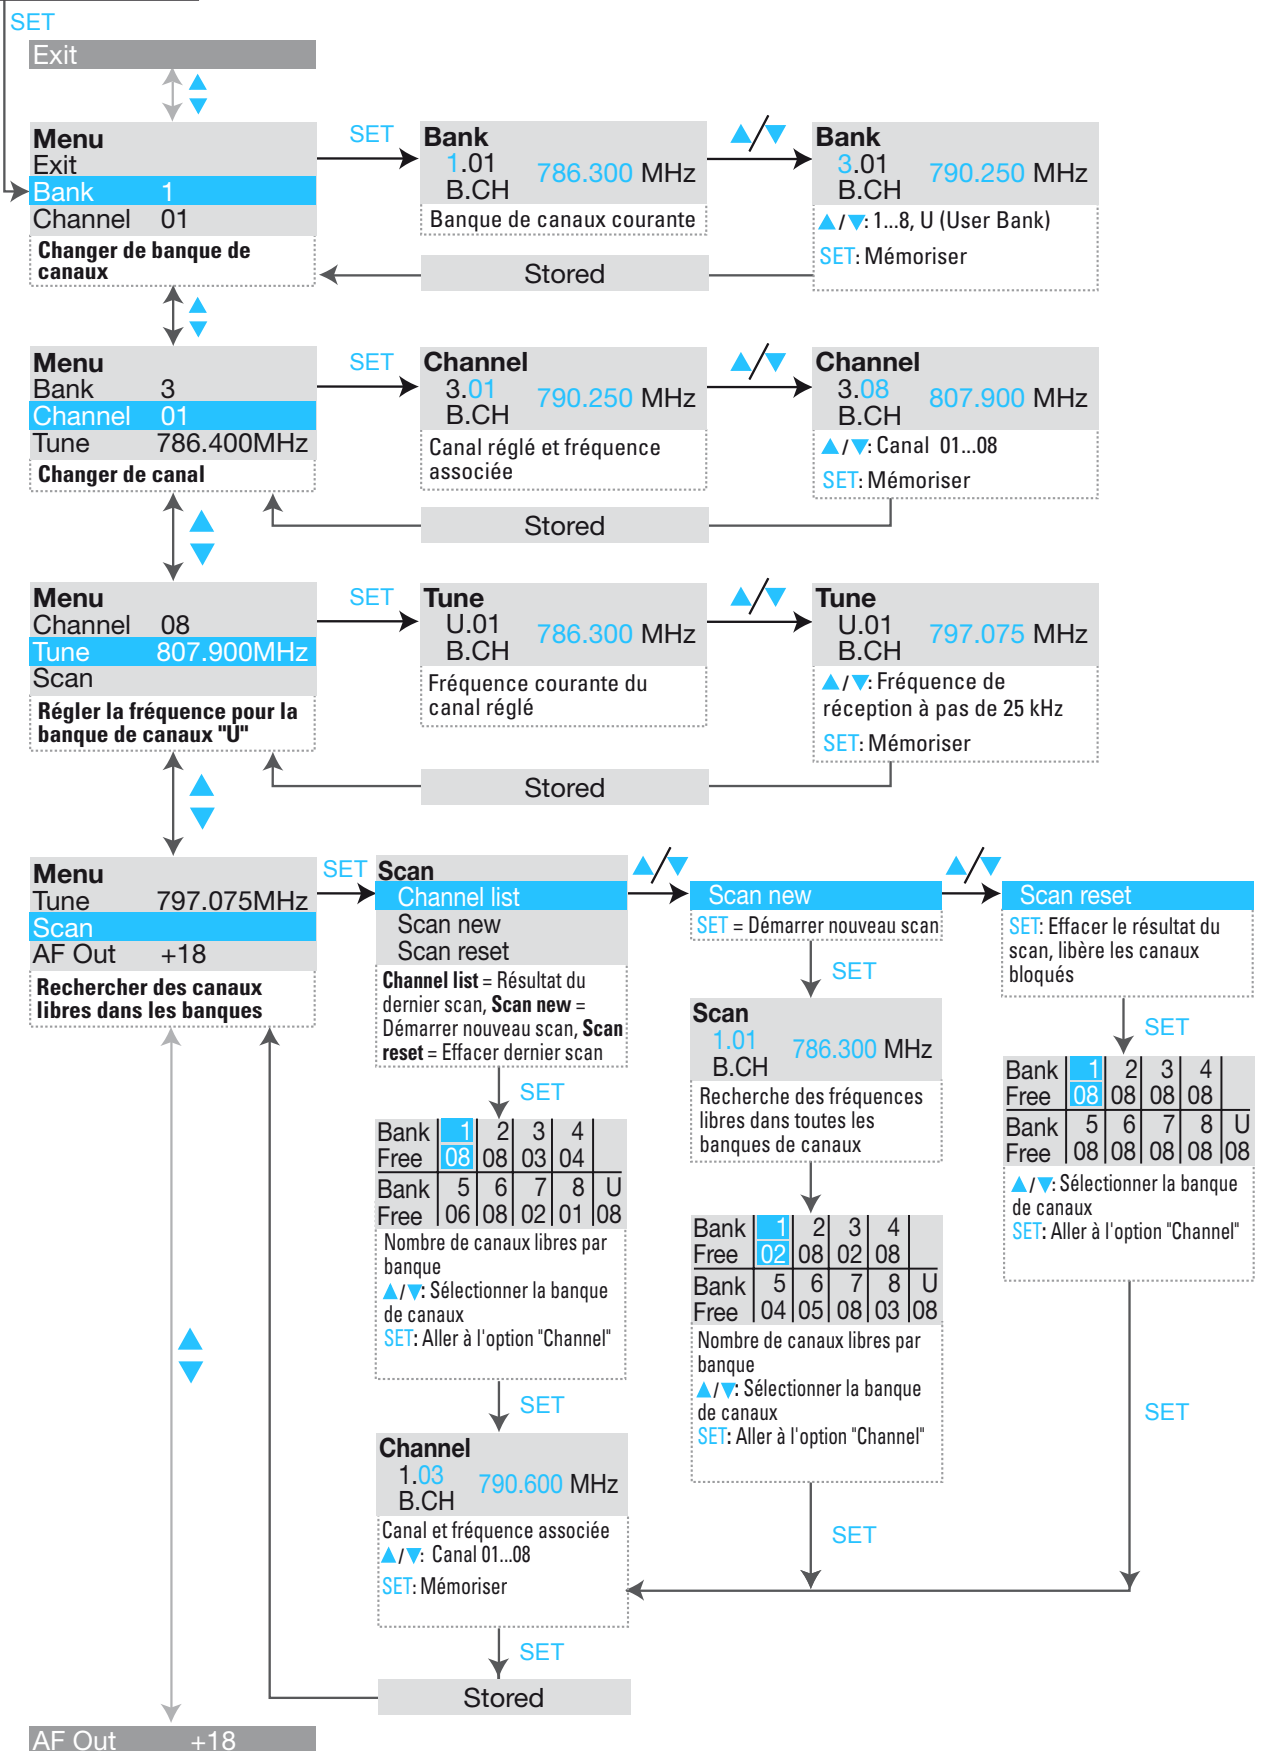 SET
Exit
Menu
Exit
Bank 1
Channel 01
Changer de banque de
canaux
SET
Bank
1.01 786.300 MHz
B.CH
Banque de canaux courante
Bank
3.01 790.250 MHz
B.CH
/ : 1...8, U (User Bank)
SET: Mémoriser
Stored
Menu
Bank 3
Channel 01
Tune 786.400MHz
Changer de canal
SET
Channel
3.01 790.250 MHz
B.CH
Canal réglé et fréquence
associée
Channel
3.08 807.900 MHz
B.CH
▲/▼: Canal 01...08
SET: Mémoriser
Stored
Menu
Channel 08
Tune 807.900MHz
Scan
Régler la fréquence pour la
banque de canaux "U"
SET
Tune
U.01 786.300 MHz
B.CH
Fréquence courante du
canal réglé
Tune
U.01 797.075 MHz
B.CH
▲/▼: Fréquence de
réception à pas de 25 kHz
SET: Mémoriser
Stored
Menu
Tune 797.075MHz
Scan
AF Out +18
Rechercher des canaux
libres dans les banques
SET
Scan
Channel list
Scan new
Scan reset
Channel list = Résultat du
dernier scan, Scan new =
Démarrer nouveau scan, Scan
reset = Effacer dernier scan
SET
Bank 1 2 3 4
Free 08 08 03 04
Bank 5 6 7 8 U
Free 06 08 02 01 08
Nombre de canaux libres par
banque
▲/▼: Sélectionner la banque
de canaux
SET: Aller à l'option "Channel"
SET
Channel
1.03 790.600 MHz
B.CH
Canal et fréquence associée
▲/▼: Canal 01...08
SET: Mémoriser
SET
Stored
Scan new
SET = Démarrer nouveau scan
SET
Scan
1.01 786.300 MHz
B.CH
Recherche des fréquences
libres dans toutes les
banques de canaux
Bank 1 2 3 4
Free 02 08 02 08
Bank 5 6 7 8 U
Free 04 05 08 03 08
Nombre de canaux libres par
banque
▲/▼: Sélectionner la banque
de canaux
SET: Aller à l'option "Channel"
SET
Scan reset
SET: Effacer le résultat du
scan, libère les canaux
bloqués
SET
Bank 1 2 3 4
Free 08 08 08 08
Bank 5 6 7 8 U
Free 08 08 08 08 08
▲/▼: Sélectionner la banque
de canaux
SET: Aller à l'option "Channel"
SET
AF Out +18